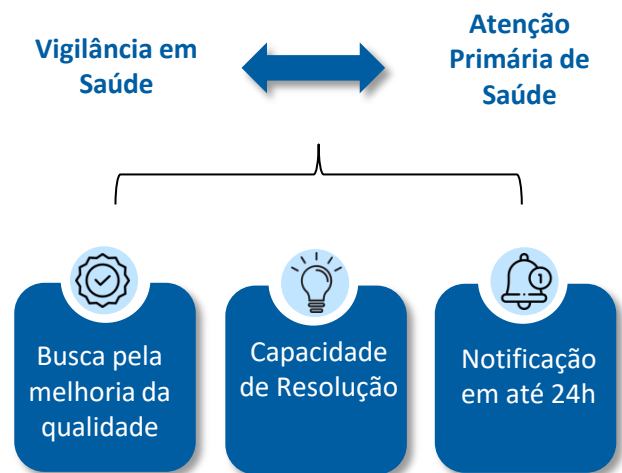 Vigilância em
Saúde
Atenção
Primária de
Saúde
Busca pela
melhoria da
qualidade
Capacidade
de Resolução
1
Notificação
em até 24h